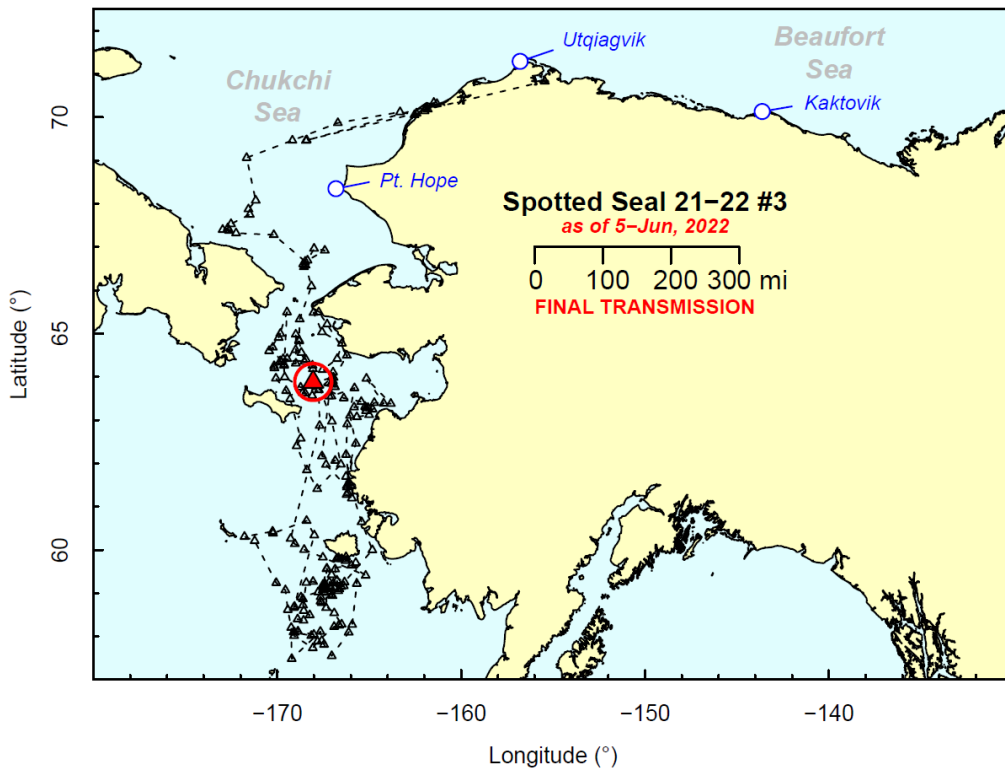 Utqiagvik
Beaufort
Sea
Chukchi
Sea
Kaktovik
Pt. Hope
Spotted Seal 21−22 #3
as of 5−Jun, 2022
0 100 200 300 mi
FINAL TRANSMISSION
70
65
60
Latitude (°)
−170 −160 −150 −140
Longitude (°)